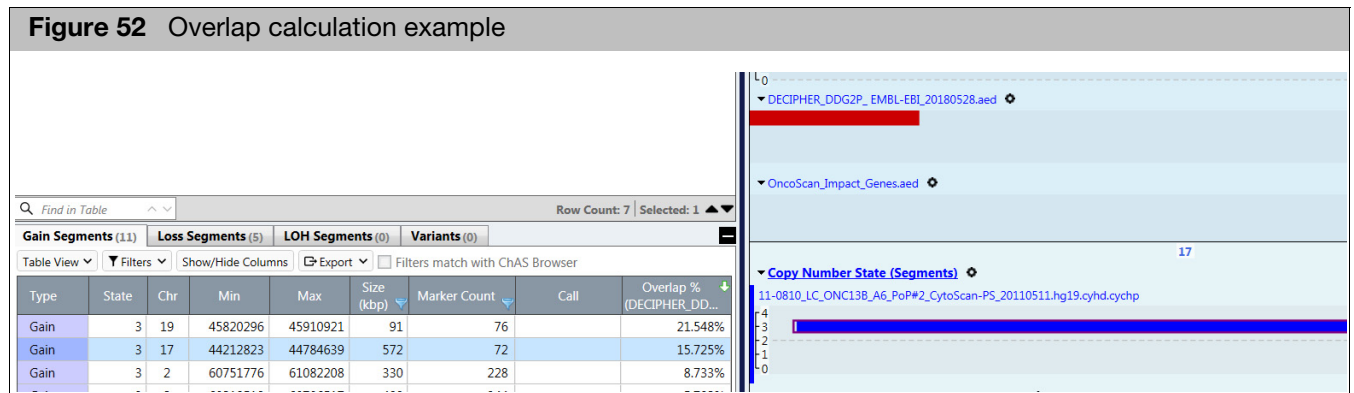 Figure 52 Overlap calculation example
Find in Table
Row Count: 7 Selected: 1
Gain Segments (11) Loss Segments (5) LOH Segments (0) Variants (0)
Table View Filters Show/Hide Columns Export Filters match with ChAS Browser
Type State Chr Min Max Size (kbp) Marker Count Call Overlap % (DECIPHER_DD...
Gain 3 19 45820296 45910921 91 76 21.548%
Gain 3 17 44212823 44784639 572 72 15.725%
Gain 3 2 60751776 61082208 330 228 8.733%
0
DECIPHER_DDG2P_ EMBL-EBI_20180528.aed
OncoScan_Impact_Genes.aed
17
Copy Number State (Segments)
11-0810_LC_ONC13B_A6_PoP#2_CytoScan-PS_20110511.hg19.cyhd.cychp
4
3
2
1
0